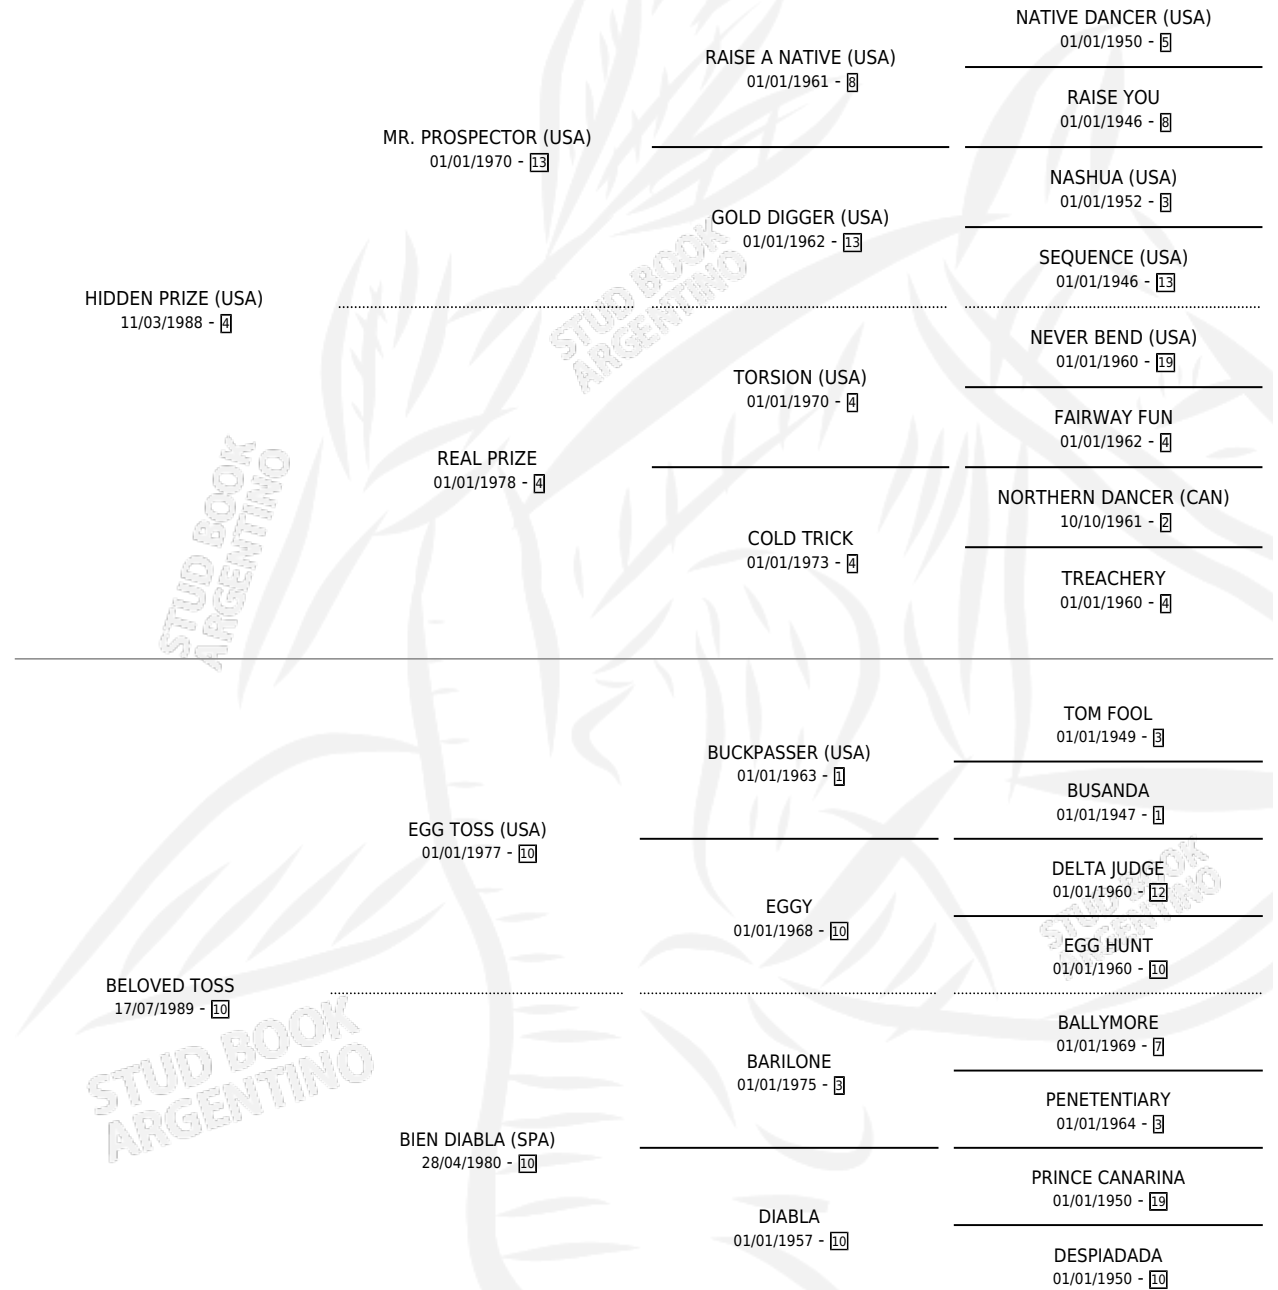 NATIVE DANCER (USA)
01/01/1950 - 5
RAISE A NATIVE (USA)
01/01/1961 - 8
RAISE YOU
01/01/1946 - 8
MR. PROSPECTOR (USA)
01/01/1970 - 13
NASHUA (USA)
01/01/1952 - 3
GOLD DIGGER (USA)
01/01/1962 - 13
SEQUENCE (USA)
01/01/1946 - 13
HIDDEN PRIZE (USA)
11/03/1988 - 4
STUD BOOK
ARGENTINO
NEVER BEND (USA)
01/01/1960 - 19
TORSION (USA)
01/01/1970 - 4
FAIRWAY FUN
01/01/1962 - 4
REAL PRIZE
01/01/1978 - 4
NORTHERN DANCER (CAN)
10/10/1961 - 2
COLD TRICK
01/01/1973 - 4
TREACHERY
01/01/1960 - 4
STUD BOOK
ARGENTINO
TOM FOOL
01/01/1949 - 3
BUCKPASSER (USA)
01/01/1963 - 1
BUSANDA
01/01/1947 - 1
EGG TOSS (USA)
01/01/1977 - 10
DELTA JUDGE
01/01/1960 - 12
EGGY
01/01/1968 - 10
STUD BOOK
ARGENTINO
EGG HUNT
01/01/1960 - 10
BELOVED TOSS
17/07/1989 - 10
STUD BOOK
ARGENTINO
BALLYMORE
01/01/1969 - 7
BARILONE
01/01/1975 - 3
PENETENTIARY
01/01/1964 - 3
BIEN DIABLA (SPA)
28/04/1980 - 10
PRINCE CANARINA
01/01/1950 - 19
DIABLA
01/01/1957 - 10
DESPIADADA
01/01/1950 - 10